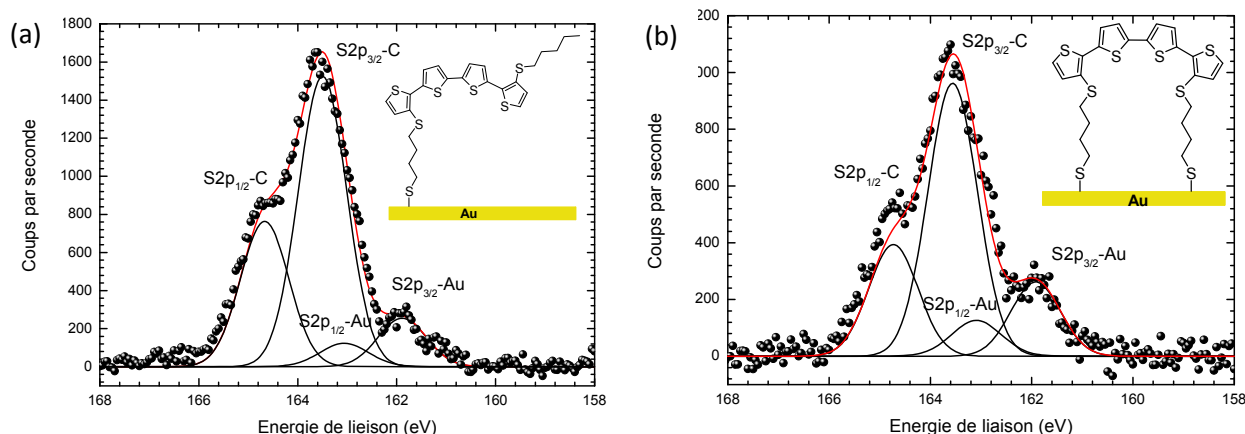 (a)
Coups par seconde
1800
1600
1400
1200
1000
800
600
400
200
0
S2p3/2-C
S2p1/2-C
S2p1/2-Au
S2p3/2-Au
S
S
S
S
S
S
S
Au
168 166 164 162 160 158
Energie de lieison (eV)
(b)
Coups par seconde
200
000
800
600
400
200
0
S2p3/2-C
S2p1/2-C
S2p1/2-Au
S2p3/2-Au
S
S
S
S
S
S
S
S
Au
168 166 164 162 160 158
Energie de lieison (eV)